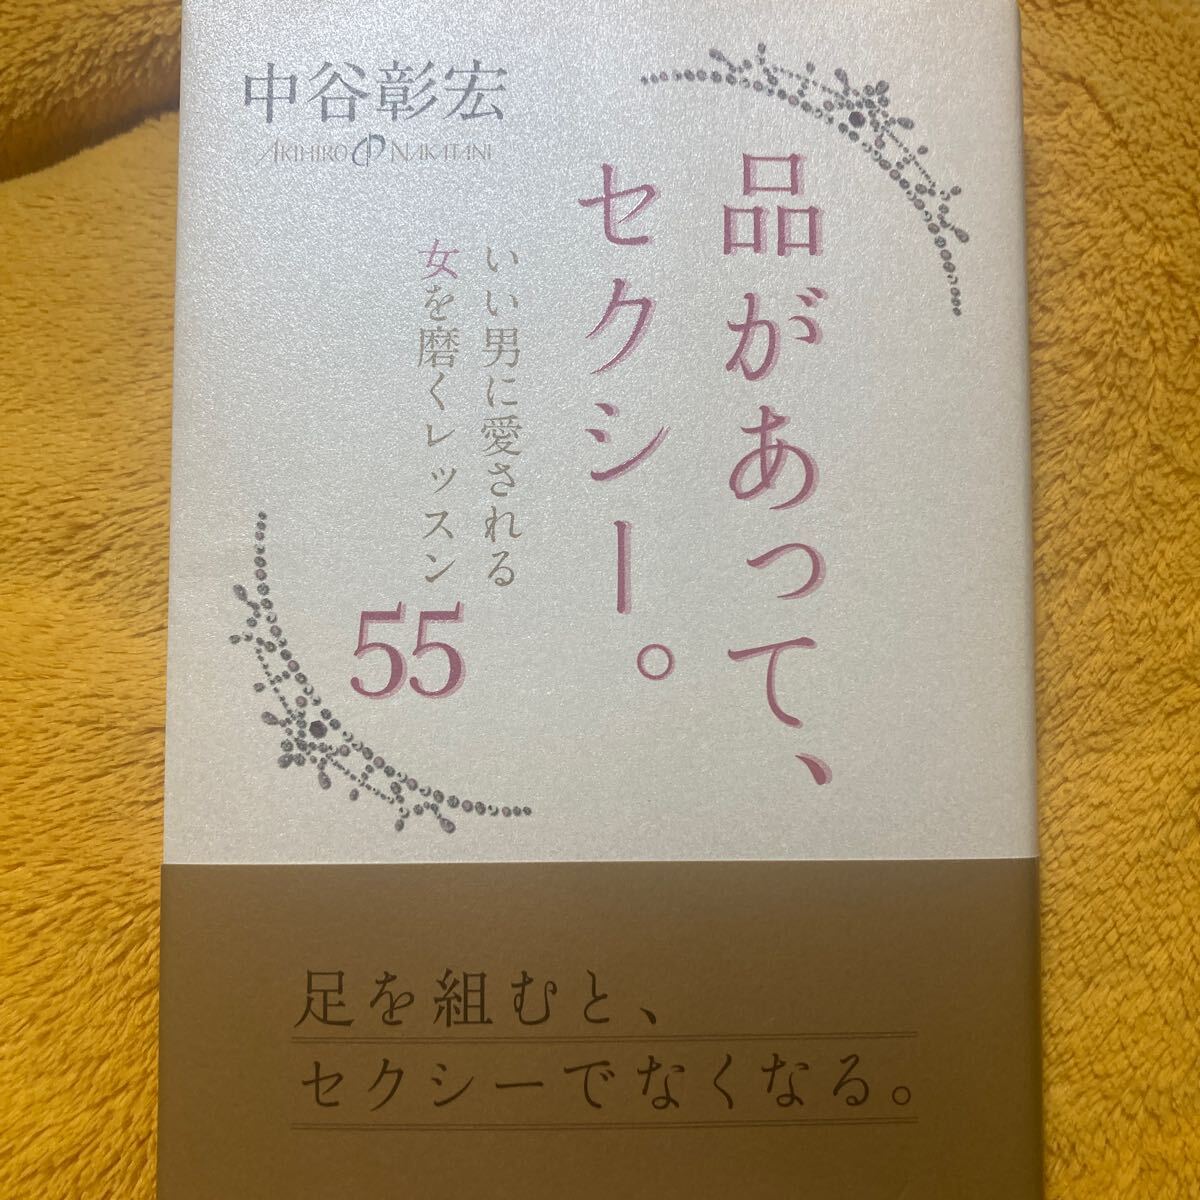 中谷彰宏
AKIHIRO NAKATANI
品があって、
セクシー。
いい男に愛される
女を磨くレッスン
55
足を組むと、
セクシーでなくなる。